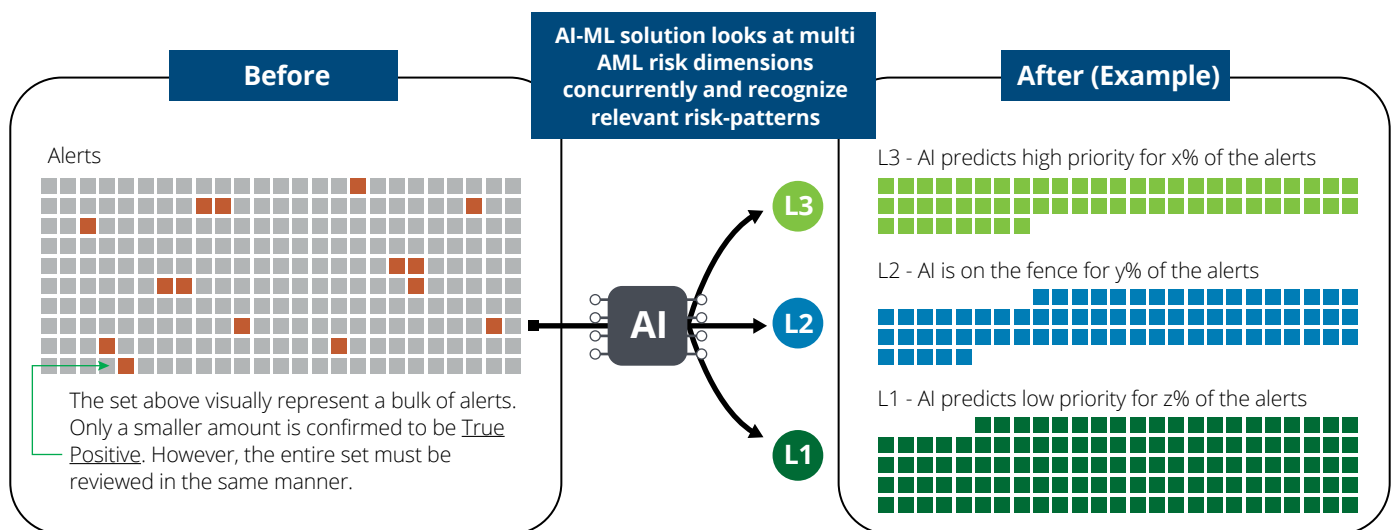 Before
AI-ML solution looks at multi
AML risk dimensions
concurrently and recognize
relevant risk-patterns
After (Example)
Alerts
The set above visually represent a bulk of alerts.
Only a smaller amount is confirmed to be True
Positive. However, the entire set must be
reviewed in the same manner.
AI
L3
L2
L1
L3 - AI predicts high priority for x% of the alerts
L2 - AI is on the fence for y% of the alerts
L1 - AI predicts low priority for z% of the alerts